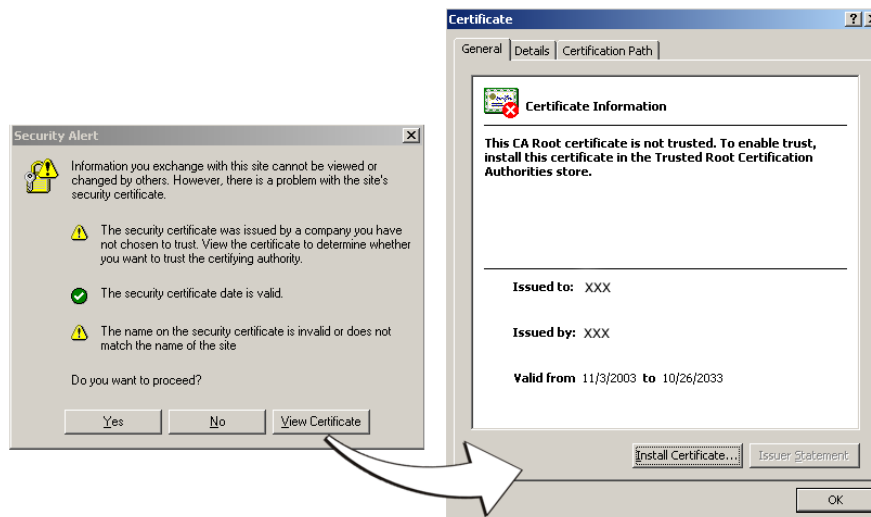 Security Alert
Information you exchange with this site cannot be viewed or
changed by others. However, there is a problem with the site's
security certificate.
The security certificate was issued by a company you have
not chosen to trust. View the certificate to determine whether
you want to trust the certifying authority.
The security certificate date is valid.
The name on the security certificate is invalid or does not
match the name of the site
Do you want to proceed?
Yes No View Certificate
Certificate
General Details Certification Path
Certificate Information
This CA Root certificate is not trusted. To enable trust,
install this certificate in the Trusted Root Certification
Authorities store.
Issued to: XXX
Issued by: XXX
Valid from 11/3/2003 to 10/26/2033
Install Certificate... Issuer Statement
OK